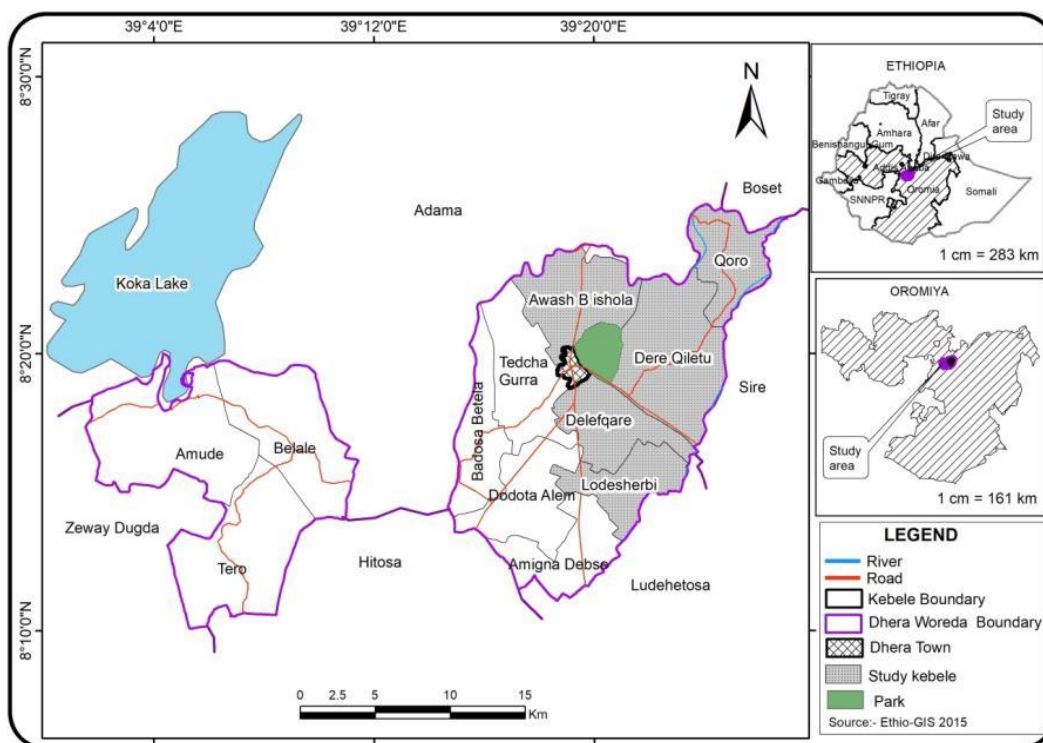 39°4'0"E
39°12'0"E
39°20'0"E
8°30'0"N
8°20'0"N
8°10'0"N
N
Boset
Adama
Koka Lake
Qoro
Awash B ishola
Tedcha
Gurra
Dere Qiletu
Sire
Badosa Betela
Delefqare
Amude
Belale
Dodota Alem
Lodesherbi
Zeway Dugda
Tero
Hitosa
Amigna Debso
Ludehetosa
0 2.5 5 10 15
Km
ETHIOPIA
Tigray
Study
area
Afar
Amhara
Somali
Oromia
SNNPR
1 cm = 283 km
OROMIYA
Study
area
1 cm = 161 km
LEGEND
River
Road
Kebele Boundary
Dhera Woreda Boundary
Dhera Town
Study kebele
Park
Source:- Ethio-GIS 2015